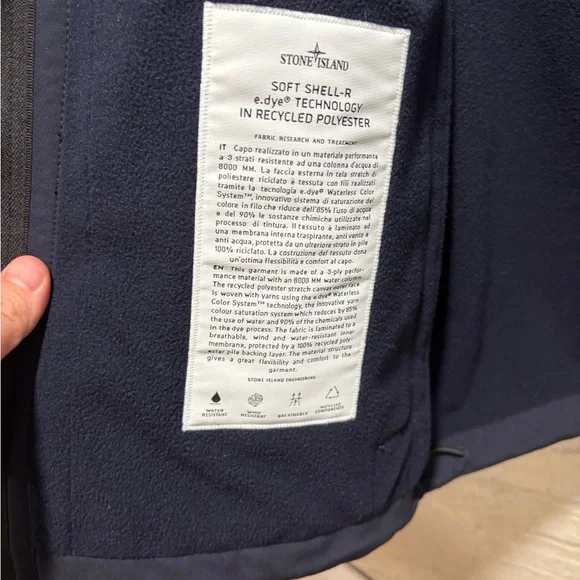 STONE ISLAND
SOFT SHELL-R
e.dye® TECHNOLOGY
IN RECYCLED POLYESTER
FABRIC RESEARCH AND TREATMENT
IT Capo realizzato in un materiale performante
a 3 strati resistente ad una colonna d'acqua di
8000 MM. La faccia esterna in tela stretch di
poliestere riciclato è tessuta con fili realizzati
tramite la tecnologia e.dye® Waterless Color
System™, innovativo sistema di saturazione del
colore in filo che riduce dell'85% l'uso di acqua
e del 90% le sostanze chimiche utilizzate nel
processo di tintura. Il tessuto è laminato ad
una membrana interna traspirante, anti vento e
anti acqua, protetta da un ulteriore strato in pile
100% riciclato. La costruzione del tessuto dona
un'ottima flessibilità e comfort al capo.
EN This garment is made of a 3-ply perfor-
mance material with an 8000 MM water column.
The recycled polyester stretch canvas outer face
is woven with yarns using the e.dye® Waterless
Color System™ technology, the innovative yarn
colour saturation system which reduces by 85%
the use of water and 90% of the chemicals used
in the dye process. The fabric is laminated to a
breathable, wind and water-resistant inner
membrane, protected by a 100% recycled poly-
ester pile backing layer. The material structure
gives a great flexibility and comfort to the
garment.
STONE ISLAND ENGINEERING
WATER RESISTANT
WIND RESISTANT
BREATHABLE
RECYCLED COMPONENTS